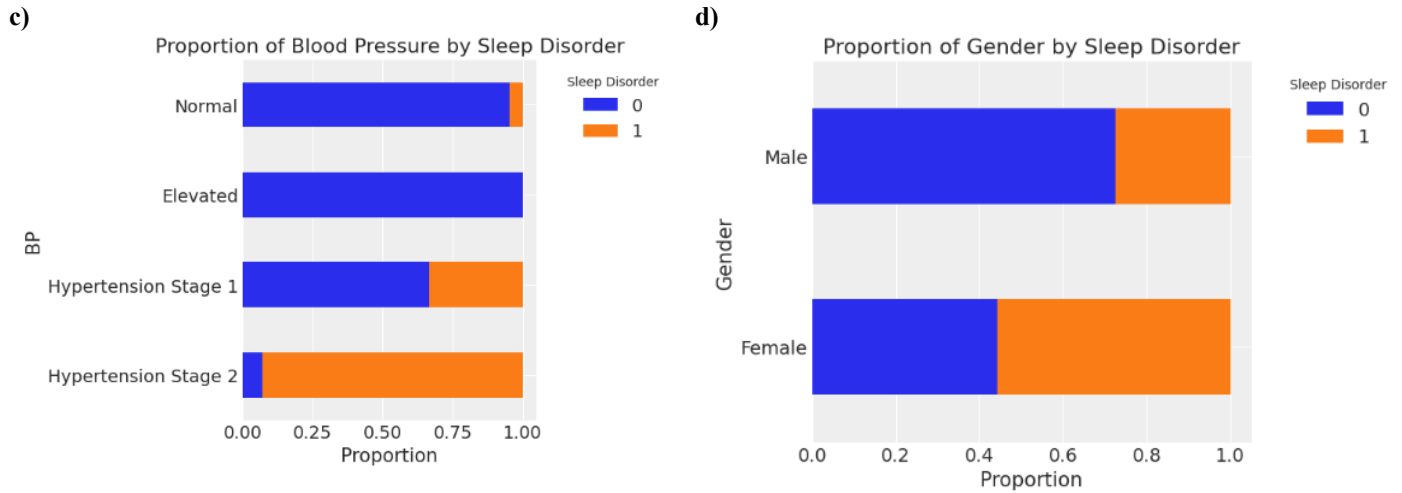 c)
Proportion of Blood Pressure by Sleep Disorder
Normal
Elevated
Hypertension Stage 1
Hypertension Stage 2
BP
0.00 0.25 0.50 0.75 1.00
Proportion
Sleep Disorder
0
1
d)
Proportion of Gender by Sleep Disorder
Male
Female
Gender
0.0 0.2 0.4 0.6 0.8 1.0
Proportion
Sleep Disorder
0
1